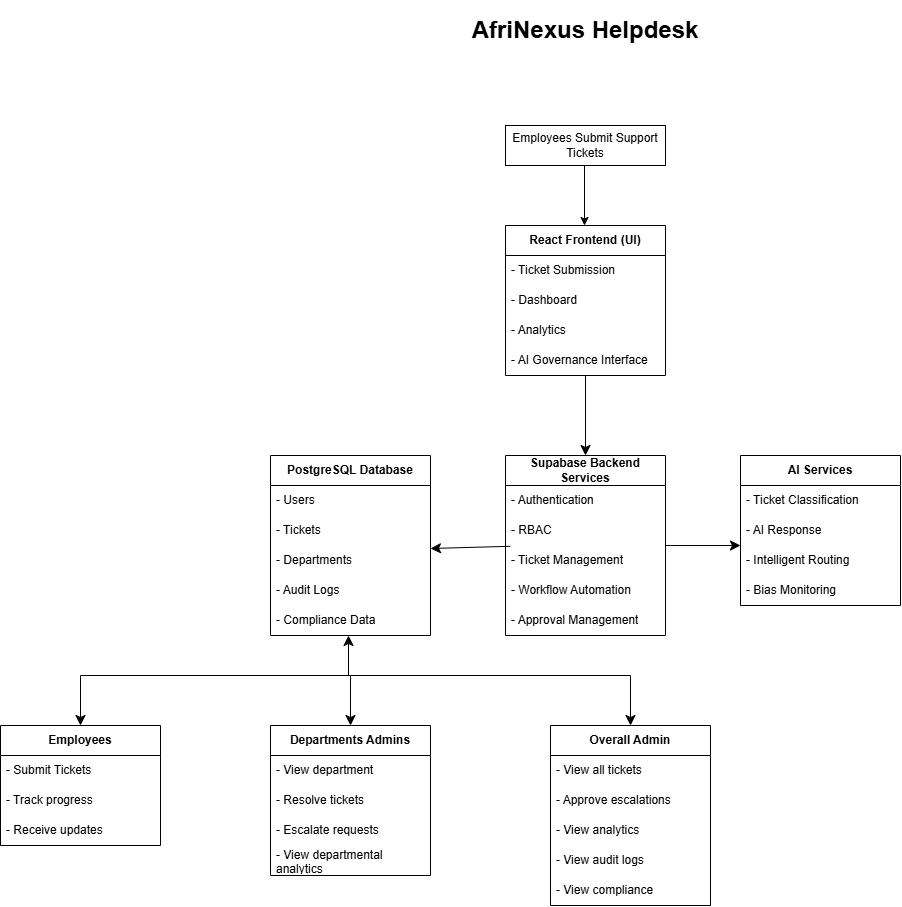 AfriNexus Helpdesk
Employees Submit Support
Tickets
React Frontend (UI)
- Ticket Submission
- Dashboard
- Analytics
- AI Governance Interface
PostgreSQL Database
- Users
- Tickets
- Departments
- Audit Logs
- Compliance Data
Supabase Backend
Services
- Authentication
- RBAC
- Ticket Management
- Workflow Automation
- Approval Management
AI Services
- Ticket Classification
- AI Response
- Intelligent Routing
- Bias Monitoring
Employees
- Submit Tickets
- Track progress
- Receive updates
Departments Admins
- View department
- Resolve tickets
- Escalate requests
- View departmental
analytics
Overall Admin
- View all tickets
- Approve escalations
- View analytics
- View audit logs
- View compliance